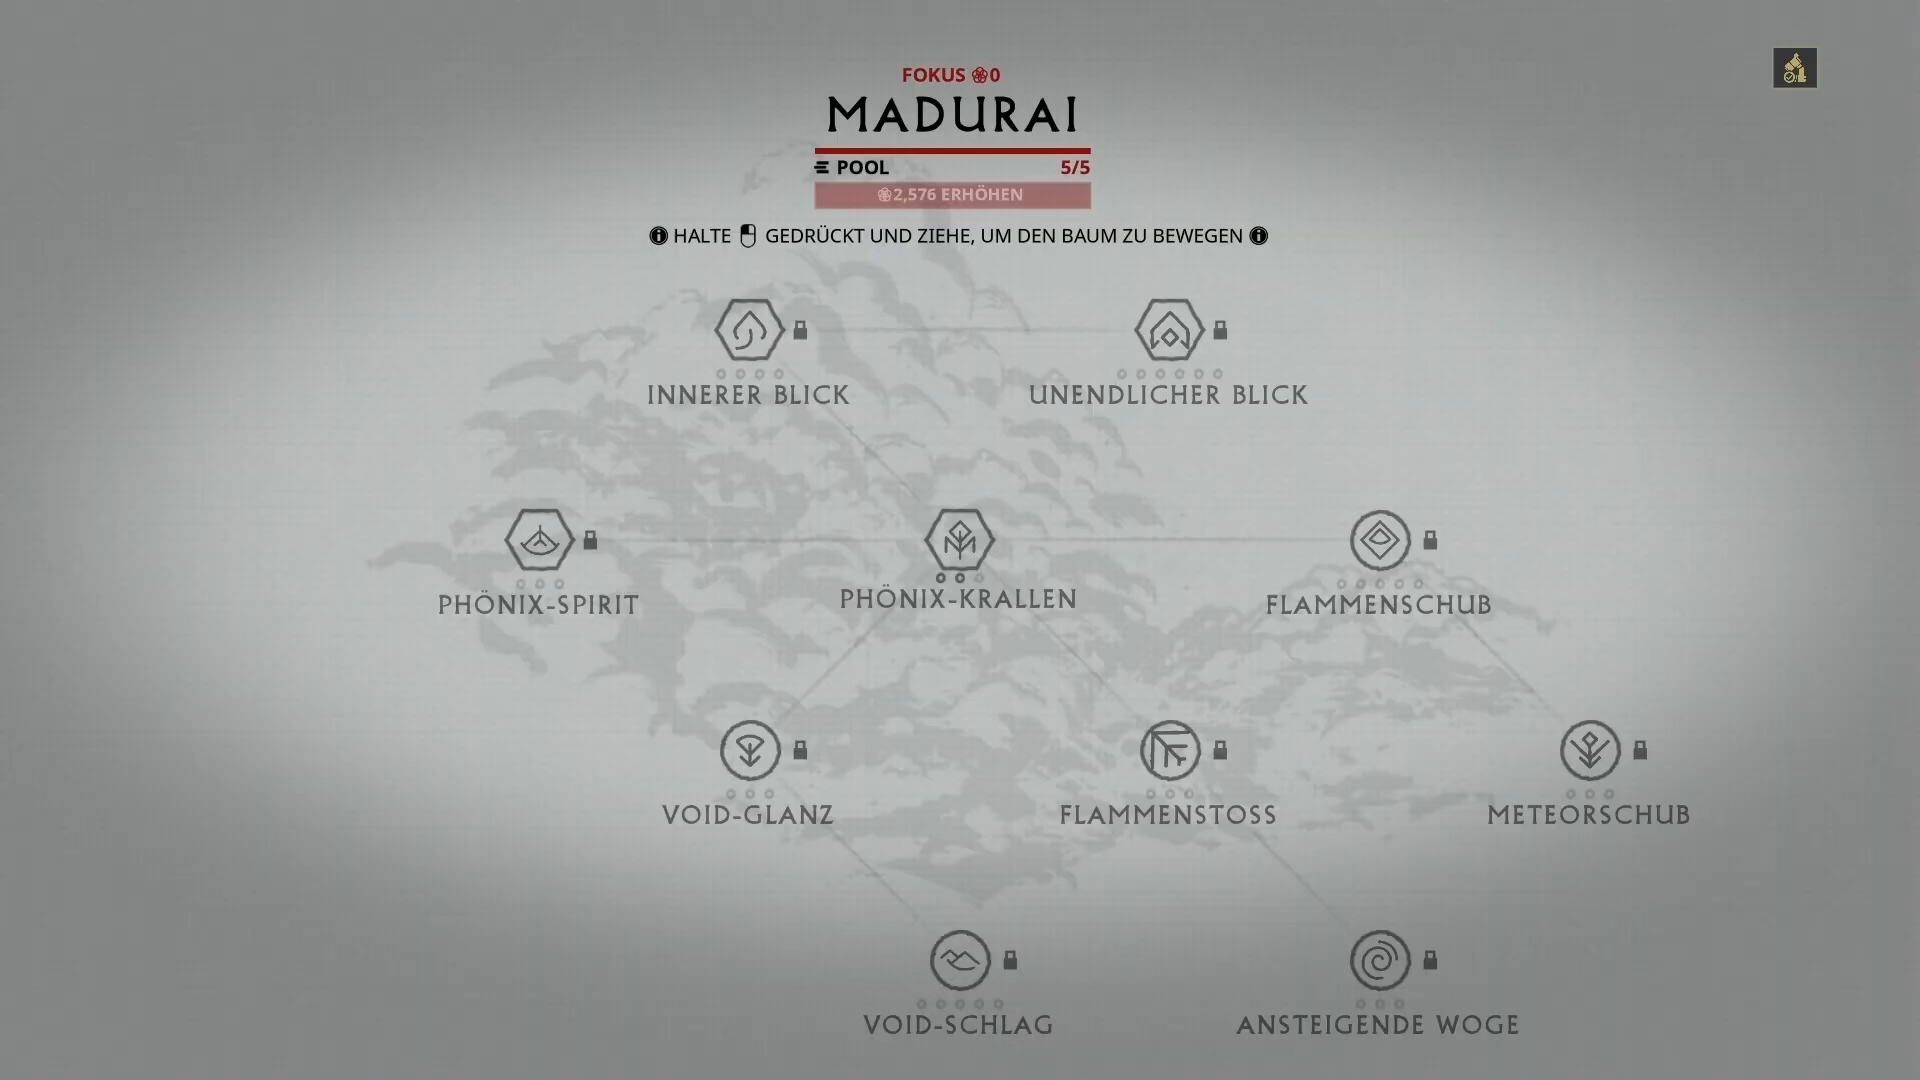 FOKUS 0
MADURAI
POOL 5/5
2,576 ERHÖHEN
HALTE GEDRÜCKT UND ZIEHE, UM DEN BAUM ZU BEWEGEN
INNERER BLICK
UNENDLICHER BLICK
PHÖNIX-SPIRIT
PHÖNIX-KRALLEN
FLAMMENSCHUB
VOID-GLANZ
FLAMMENSTOSS
METEORSCHUB
VOID-SCHLAG
ANSTEIGENDE WOGE